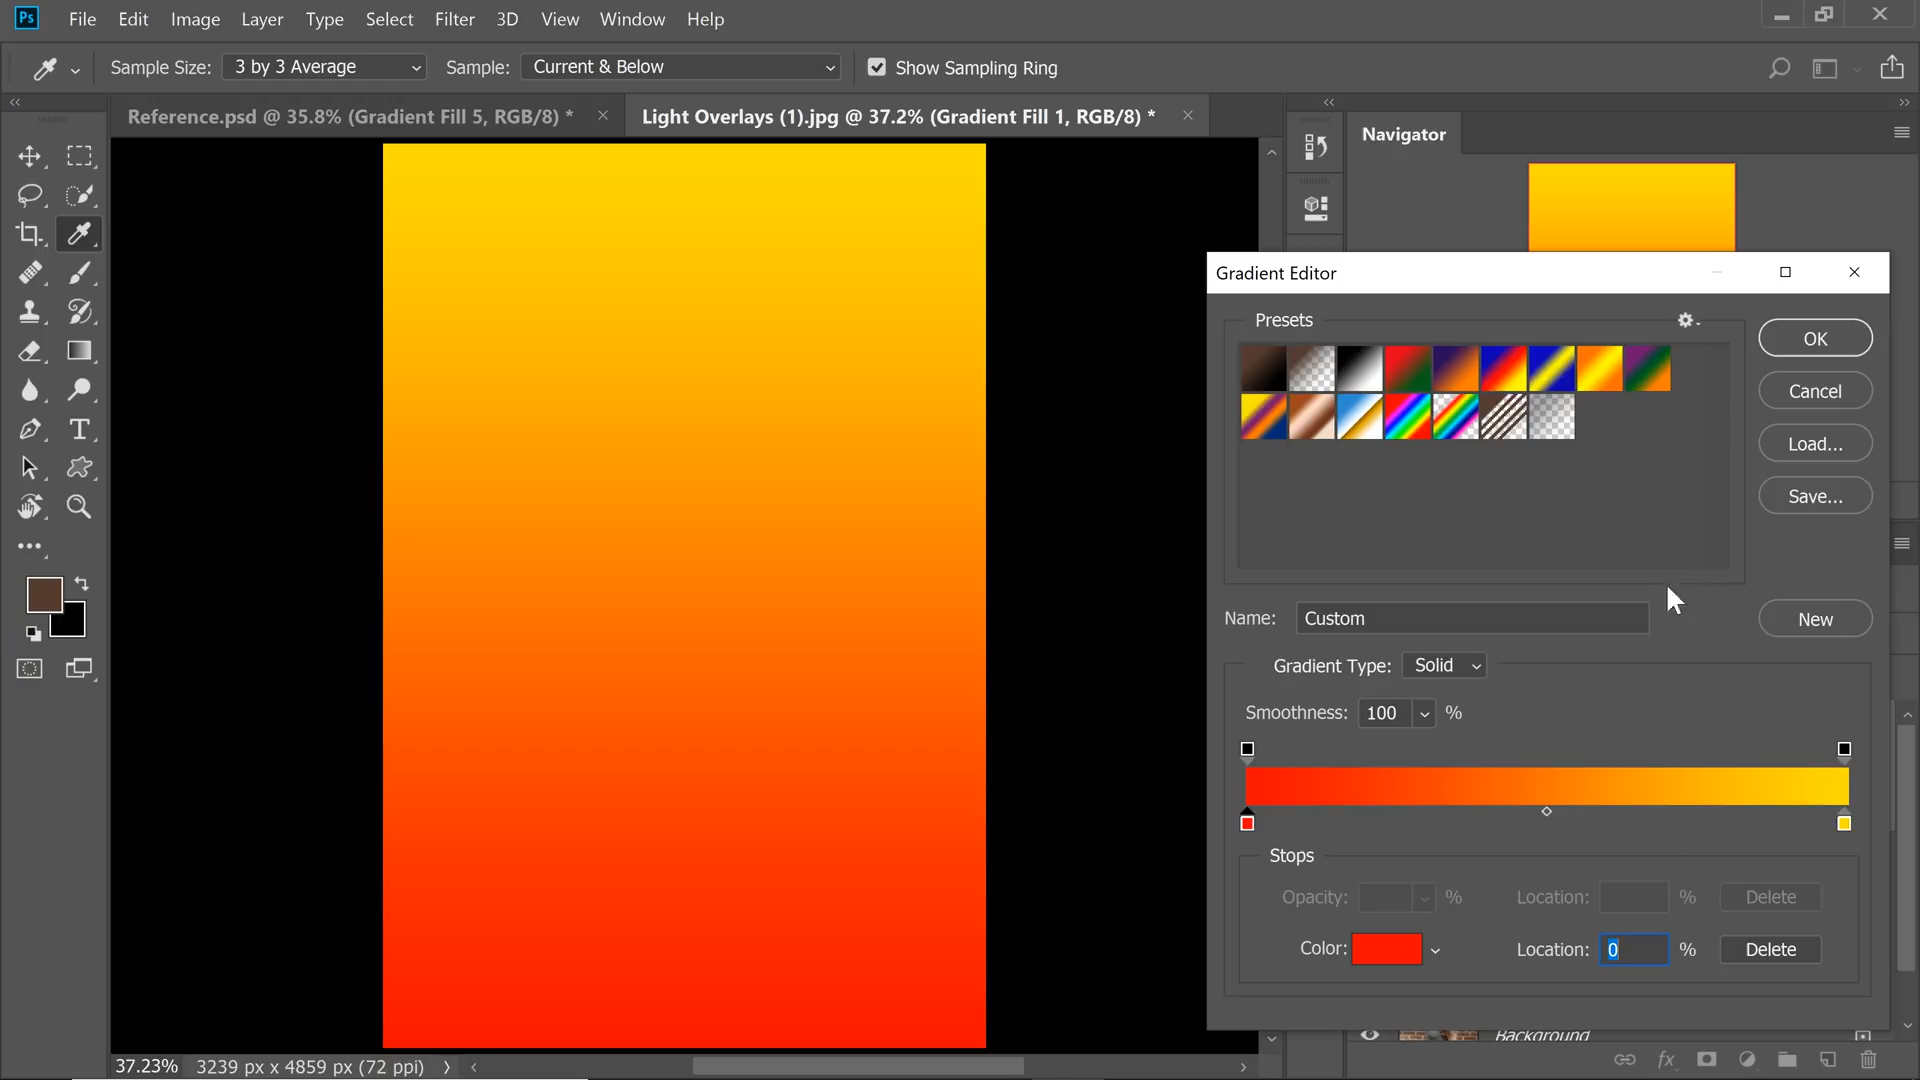 Ps File Edit Image Layer Type Select Filter 3D View Window Help
Sample Size: 3 by 3 Average Sample: Current & Below Show Sampling Ring
Reference.psd @ 35.8% (Gradient Fill 5, RGB/8) * Light Overlays (1).jpg @ 37.2% (Gradient Fill 1, RGB/8) *
Navigator
Gradient Editor
Presets
OK
Cancel
Load...
Save...
Name: Custom New
Gradient Type: Solid
Smoothness: 100 %
Stops
Opacity: % Location: % Delete
Color: Location: 0 % Delete
Background
37.23% 3239 px x 4859 px (72 ppi)
fx